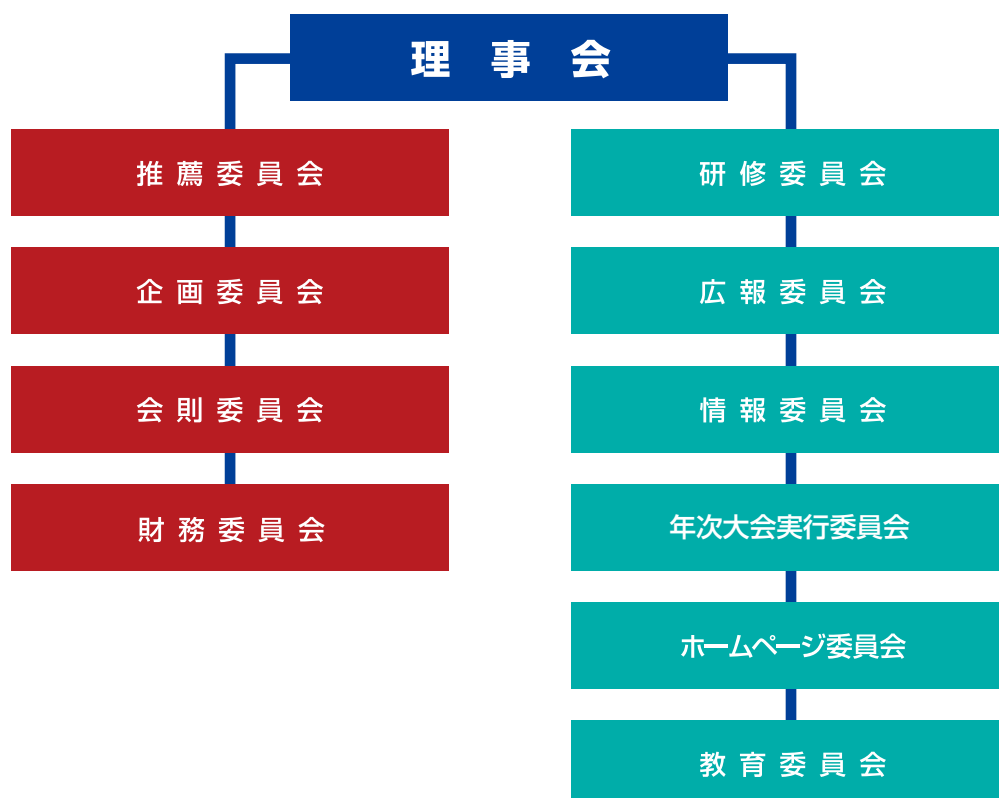 理事会
推薦委員会
企画委員会
会則委員会
財務委員会
研修委員会
広報委員会
情報委員会
年次大会実行委員会
ホームページ委員会
教育委員会